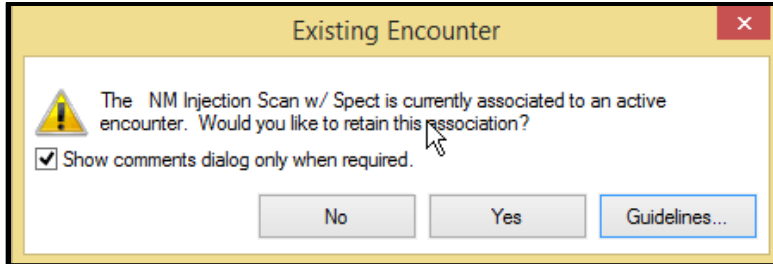 Existing Encounter
The   NM Injection Scan w/ Spect is currently associated to an active
encounter.  Would you like to retain this association?
Show comments dialog only when required.
No
Yes
Guidelines...